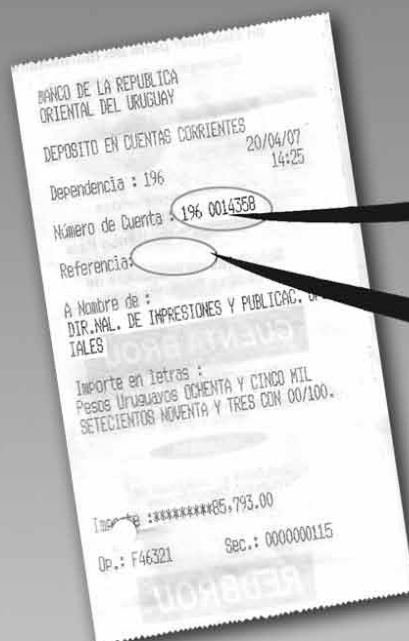 BANCO DE LA REPUBLICA
ORIENTAL DEL URUGUAY
DEPOSITO EN CUENTAS CORRIENTES
20/04/07
Dependencia : 196
14:25
Número de Cuenta : 196 0014358
Referencia:
A Nombre de :
DIR.NAL. DE IMPRESIONES Y PUBLICAC.
IALES
Importe en letras :
Pesos Uruguayos OCHENTA Y CINCO MIL
SETECIENTOS NOVENTA Y TRES CON 00/100.
Importe :*********85,793.00
Op.: F46321 Sec.: 0000000115
REDBROU